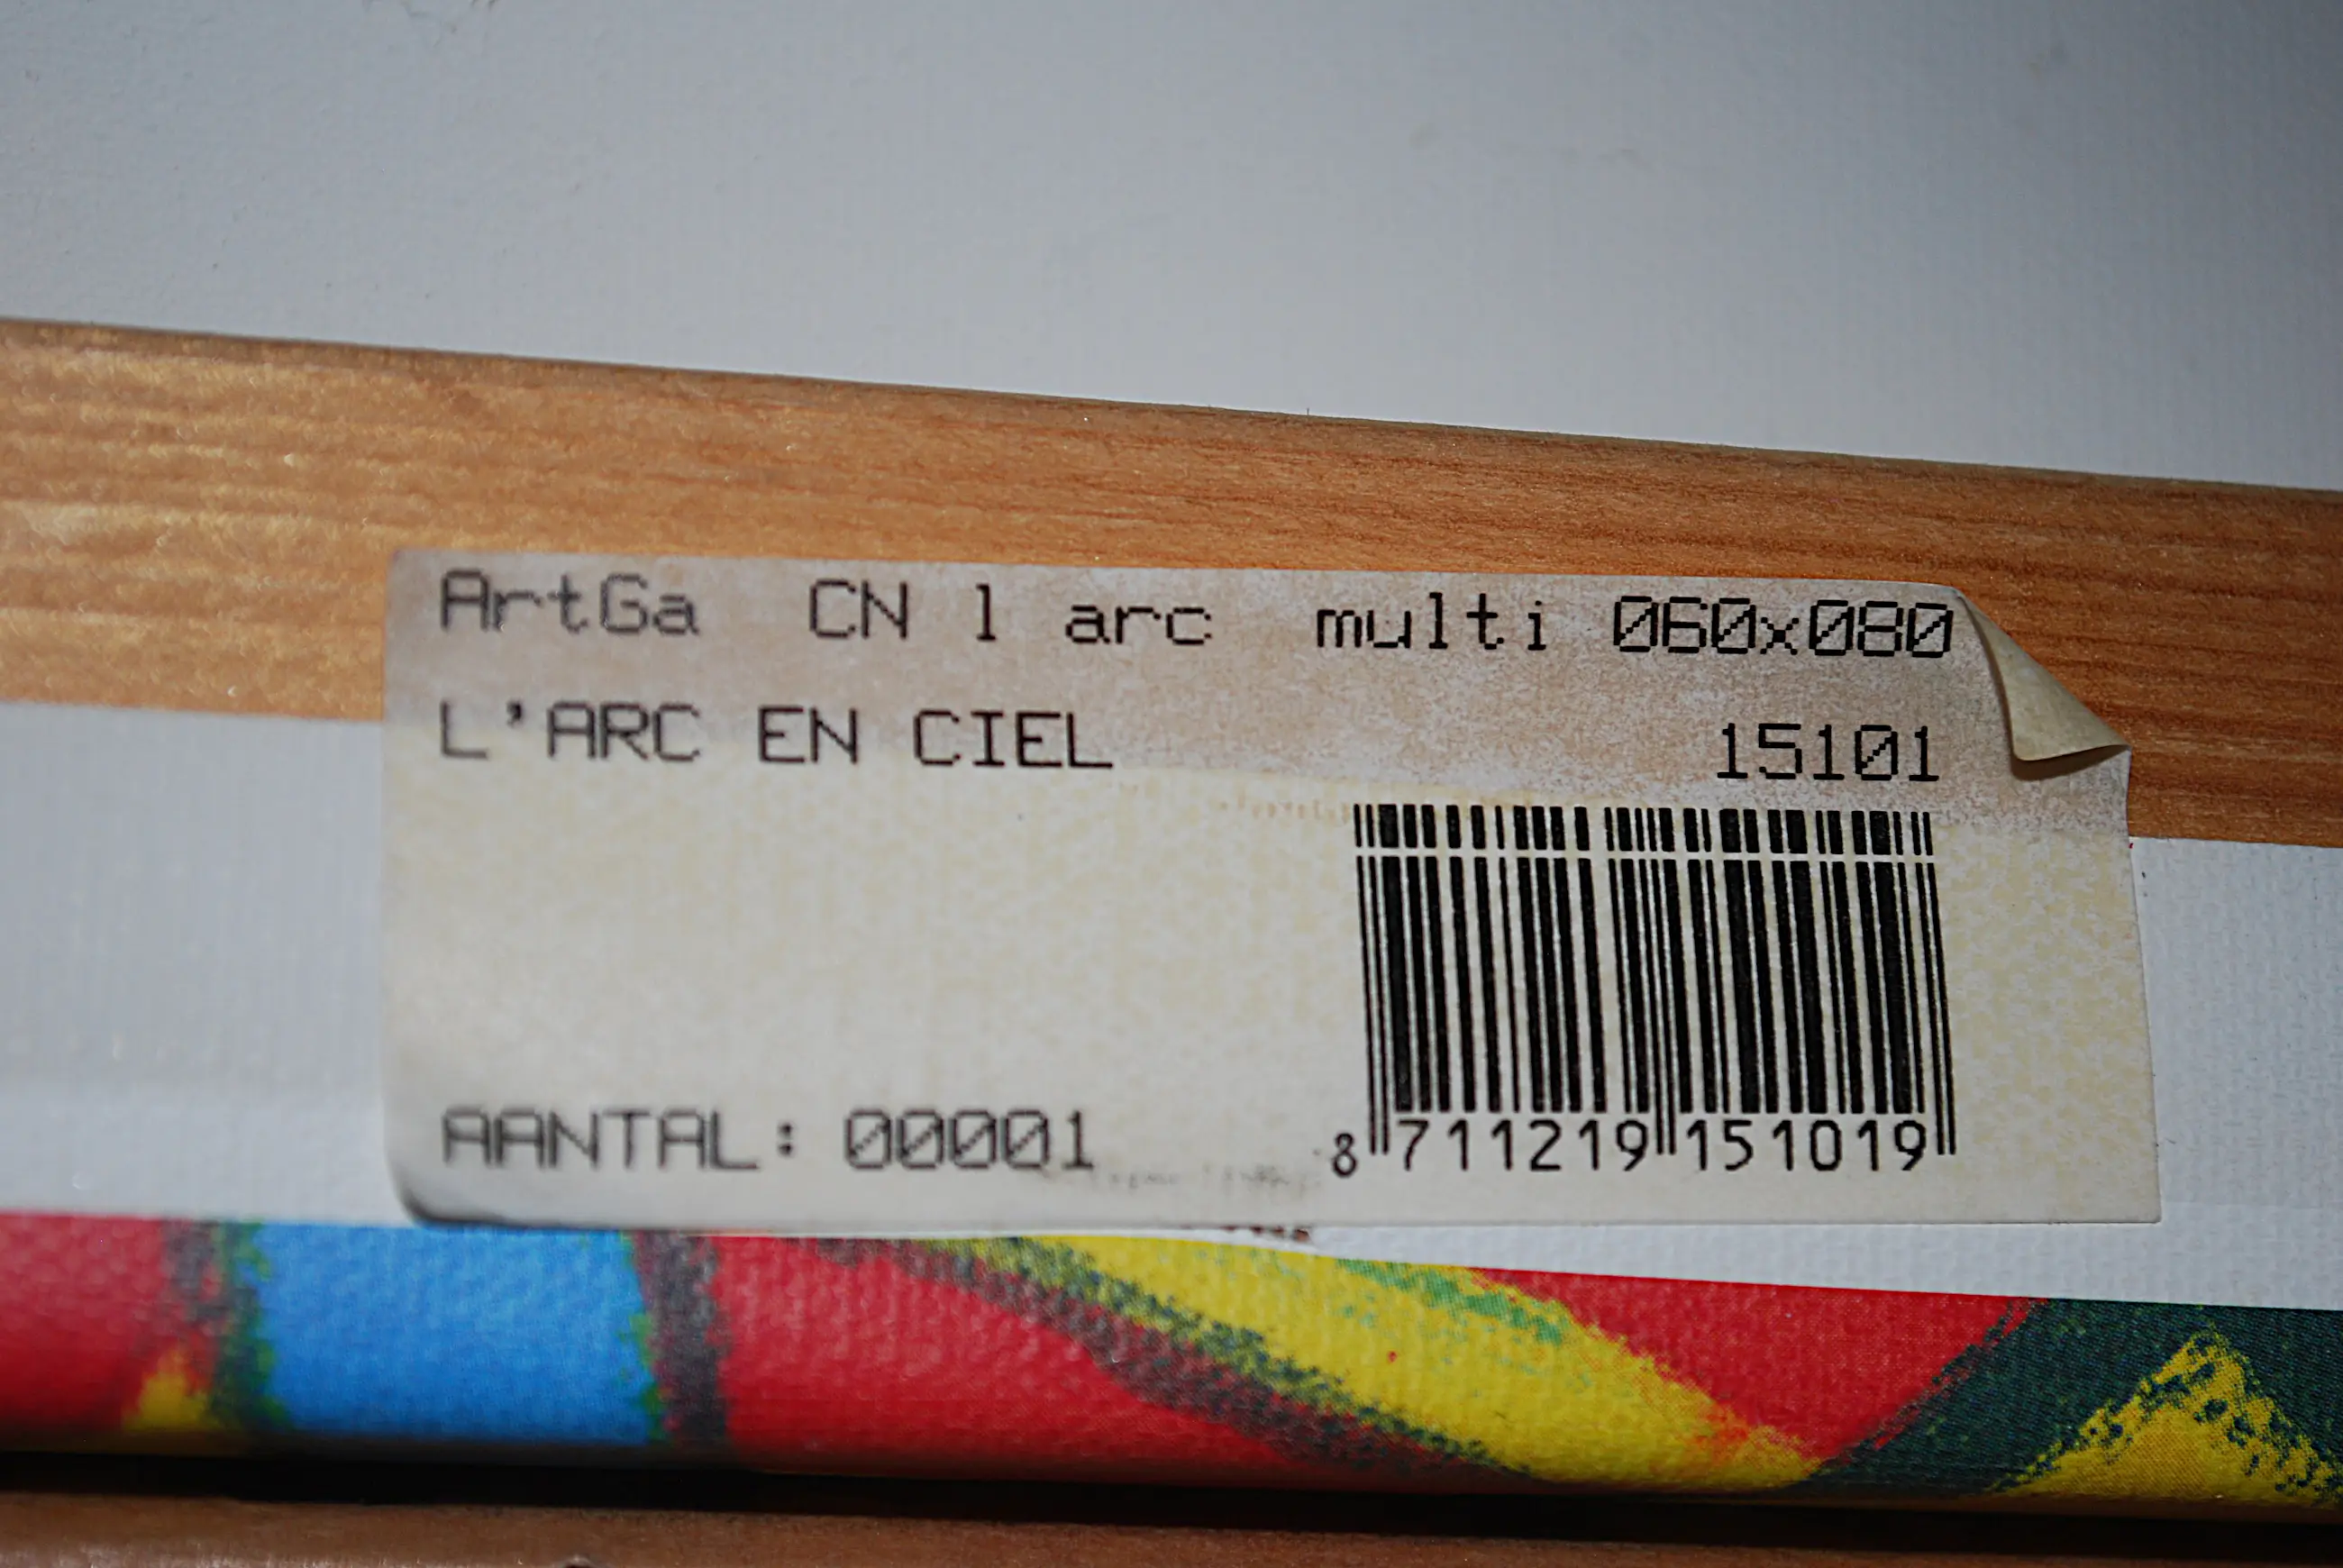 ArtGa CN 1 arc multi 060x080
L'ARC EN CIEL 15101
AANTAL: 00001
8 711219 151019